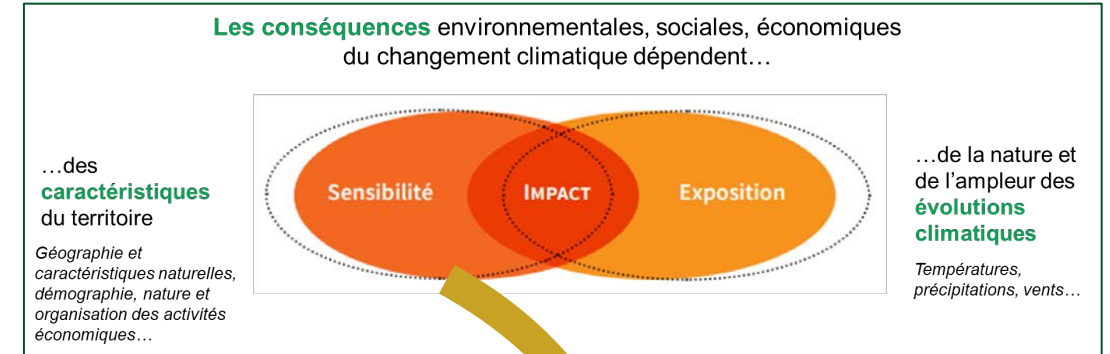 Les conséquences environnementales, sociales, économiques
du changement climatique dépendent…
…des
caractéristiques
du territoire
Géographie et
caractéristiques naturelles,
démographie, nature et
organisation des activités
économiques…
Sensibilité
IMPACT
Exposition
…de la nature et
de l’ampleur des
évolutions
climatiques
Températures,
précipitations, vents…